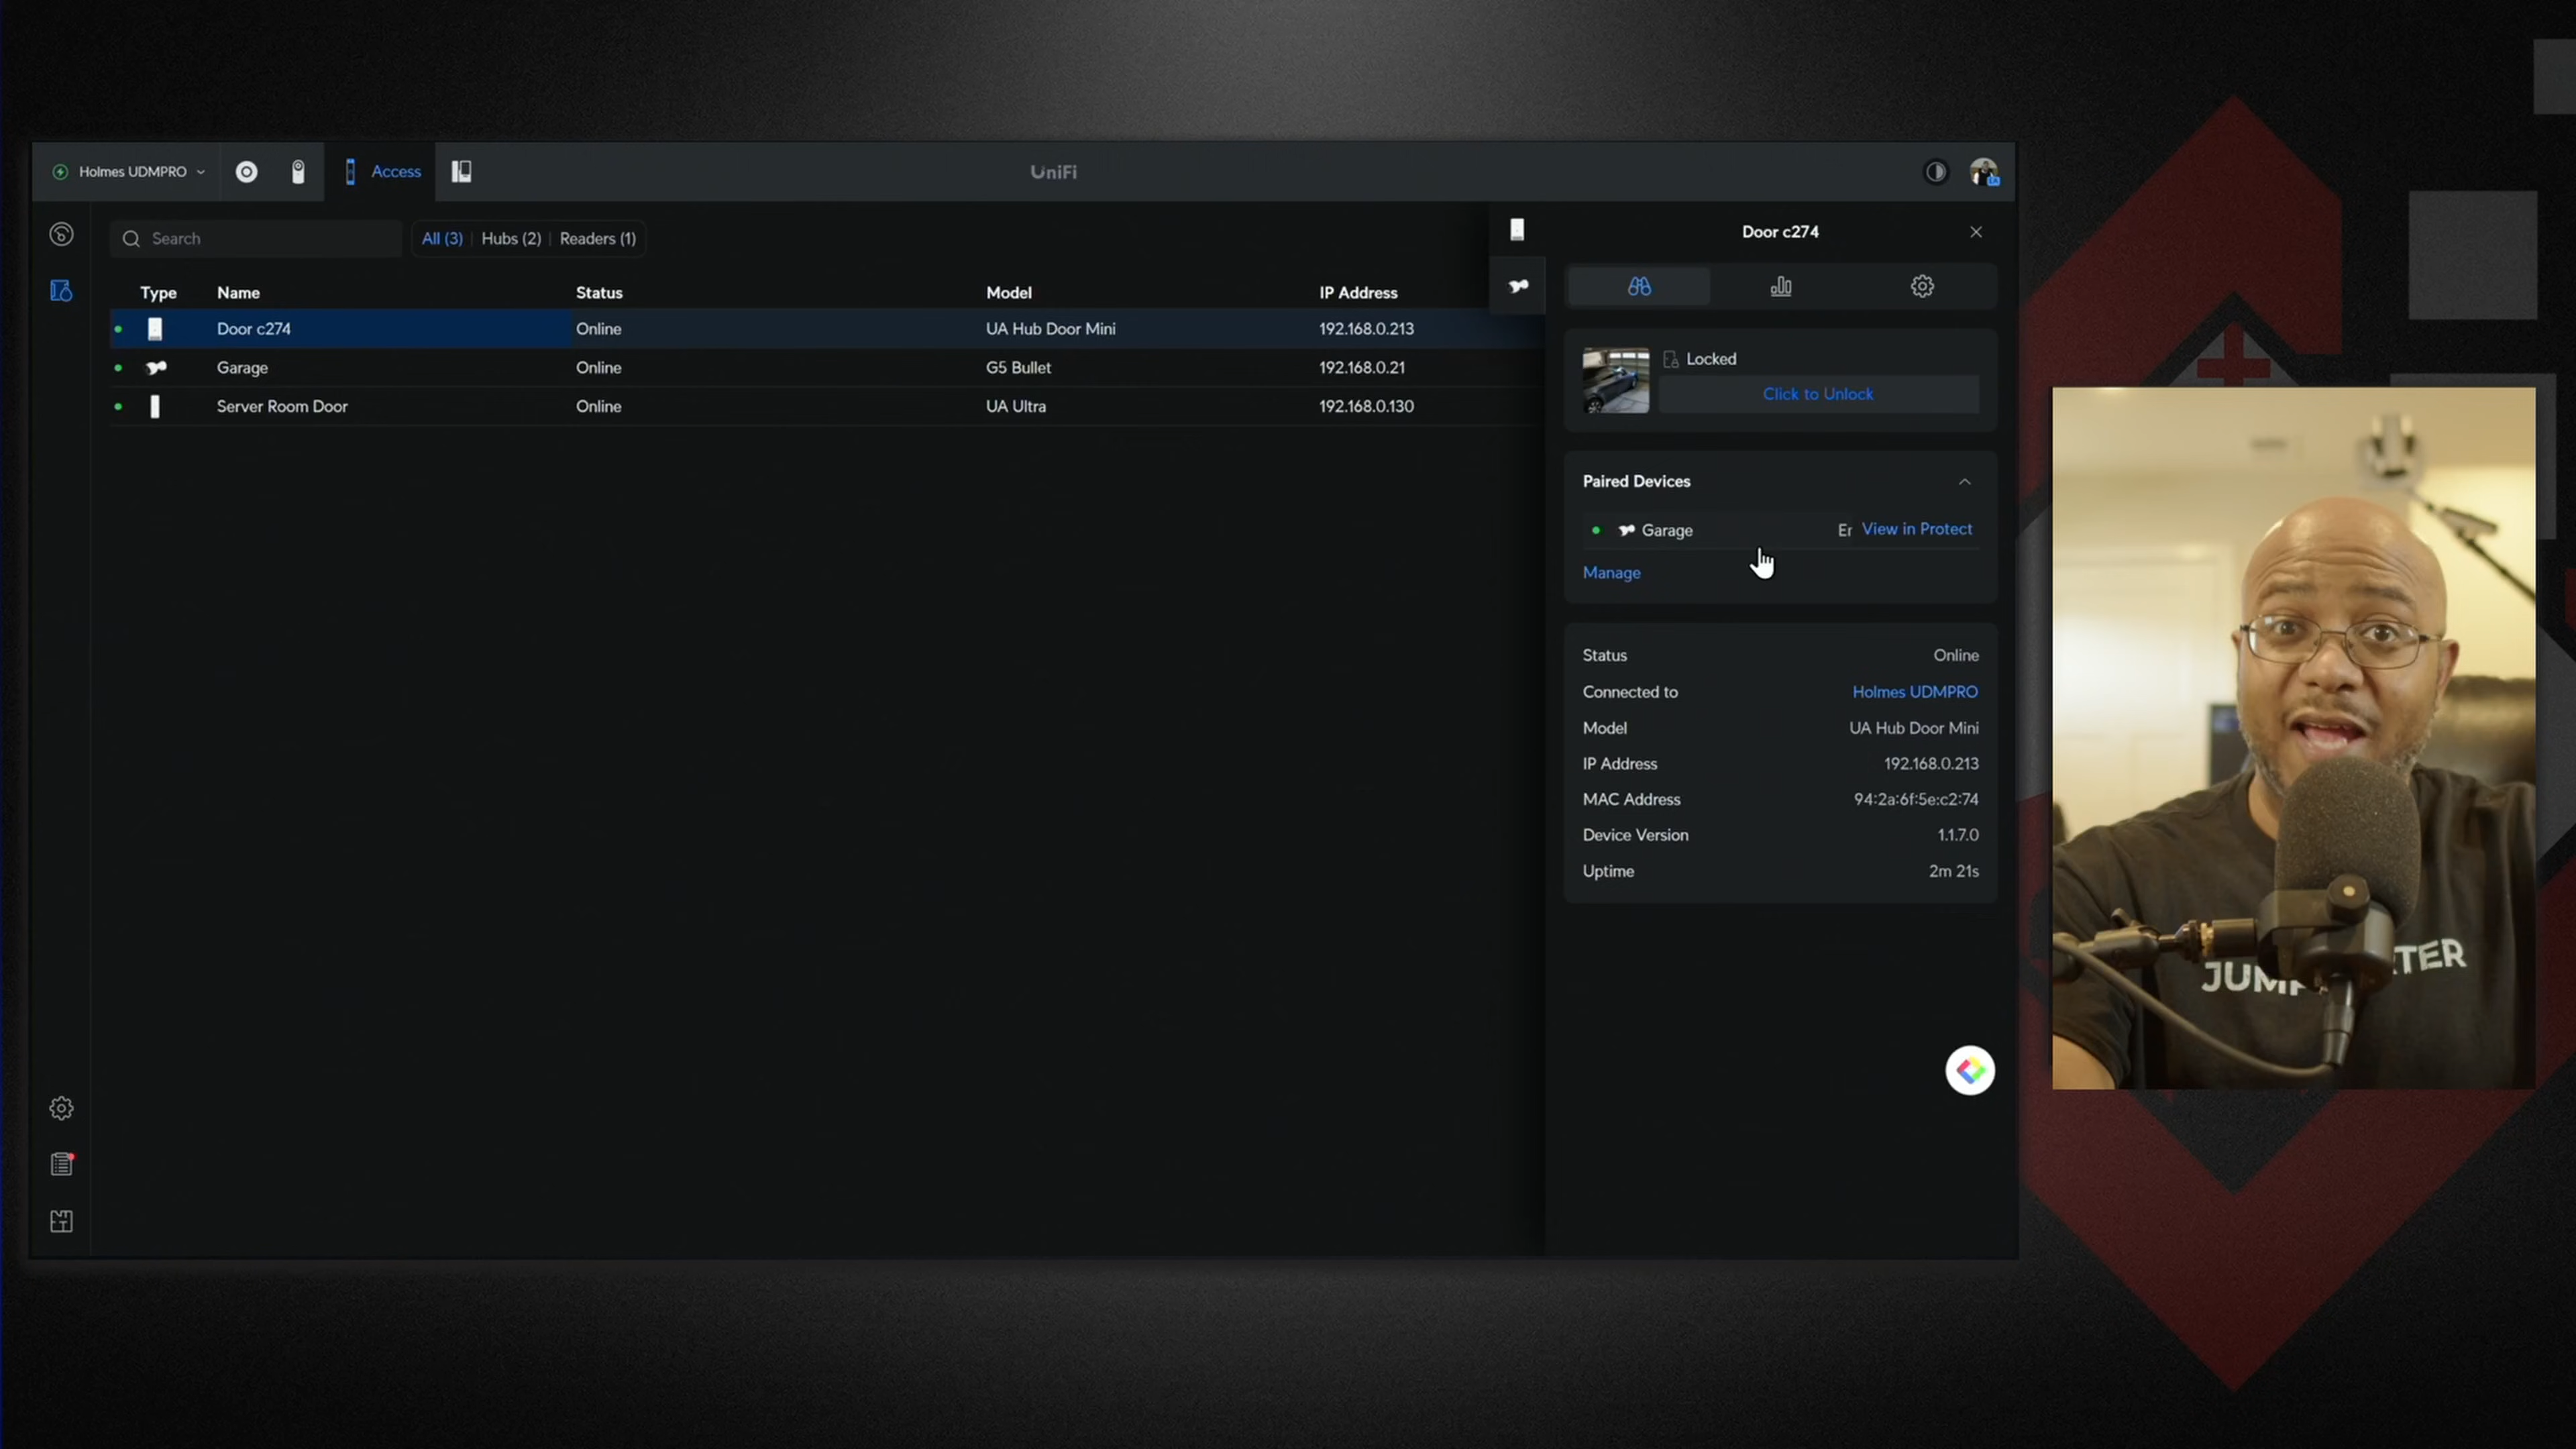 Holmes UDMPRO
Access
UniFi
Search
All (3) | Hubs (2) | Readers (1)
Type Name Status Model IP Address
Door c274 Online UA Hub Door Mini 192.168.0.213
Garage Online G5 Bullet 192.168.0.21
Server Room Door Online UA Ultra 192.168.0.130
Door c274
Locked
Click to Unlock
Paired Devices
Garage Er View in Protect
Manage
Status Online
Connected to Holmes UDMPRO
Model UA Hub Door Mini
IP Address 192.168.0.213
MAC Address 94:2a:6f:5e:c2:74
Device Version 1.1.7.0
Uptime 2m 21s